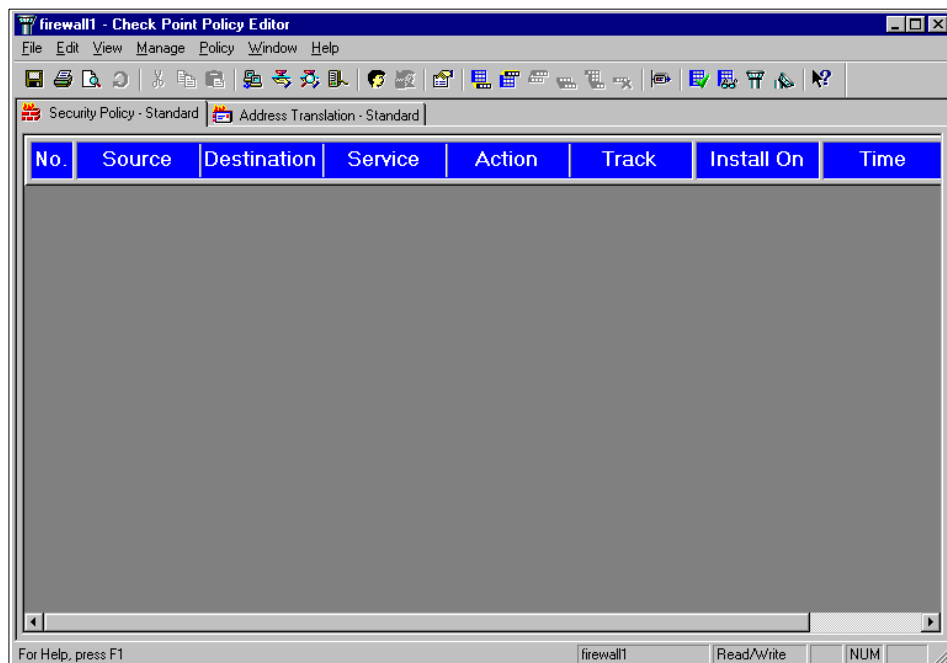 firewall1 - Check Point Policy Editor
File Edit View Manage Policy Window Help
Security Policy - Standard Address Translation - Standard
No. Source Destination Service Action Track Install On Time
For Help, press F1 firewall1 Read/Write NUM